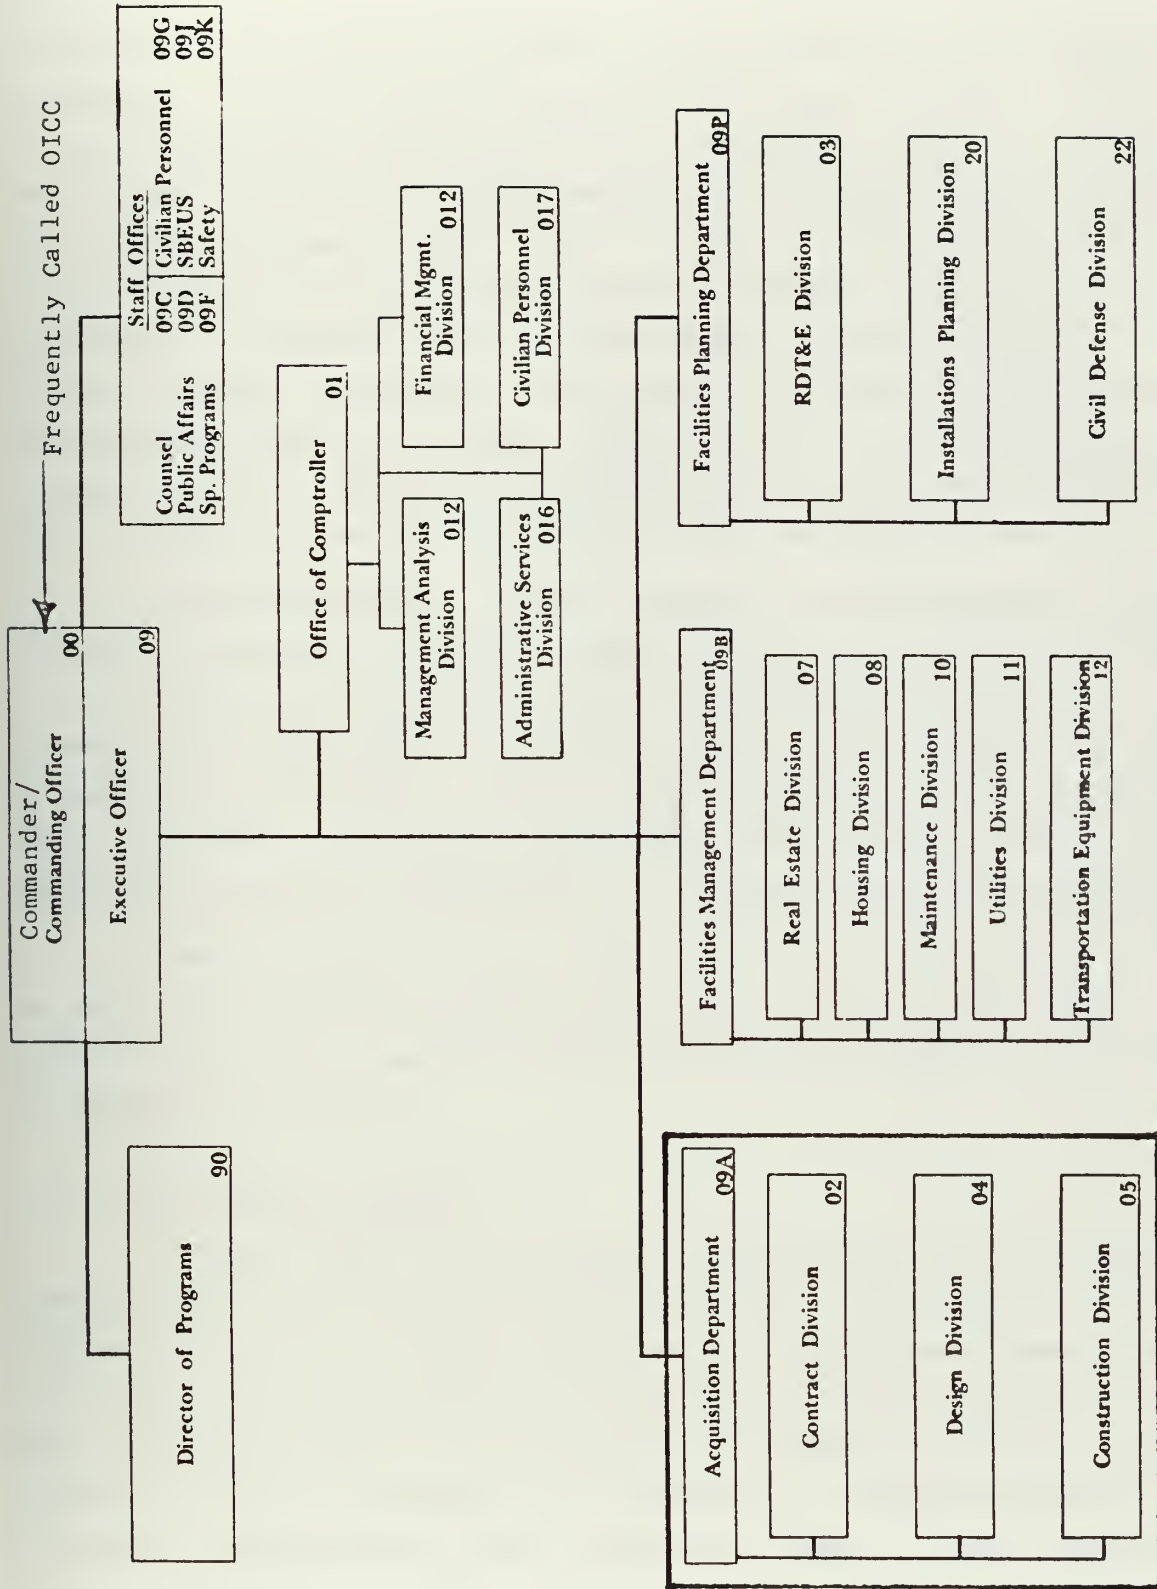 Commander/
Commanding Officer 00
Frequently Called OICC
Executive Officer 09
Director of Programs 90
Staff Offices
Counsel 09C Civilian Personnel 09G
Public Affairs 09D SBEUS 09J
Sp. Programs 09F Safety 09K
Office of Comptroller 01
Management Analysis
Division 012
Financial Mgmt.
Division 012
Administrative Services
Division 016
Civilian Personnel
Division 017
Acquisition Department 09A
Contract Division 02
Design Division 04
Construction Division 05
Facilities Management Department 09B
Real Estate Division 07
Housing Division 08
Maintenance Division 10
Utilities Division 11
Transportation Equipment Division 12
Facilities Planning Department 09P
RDT&E Division 03
Installations Planning Division 20
Civil Defense Division 22